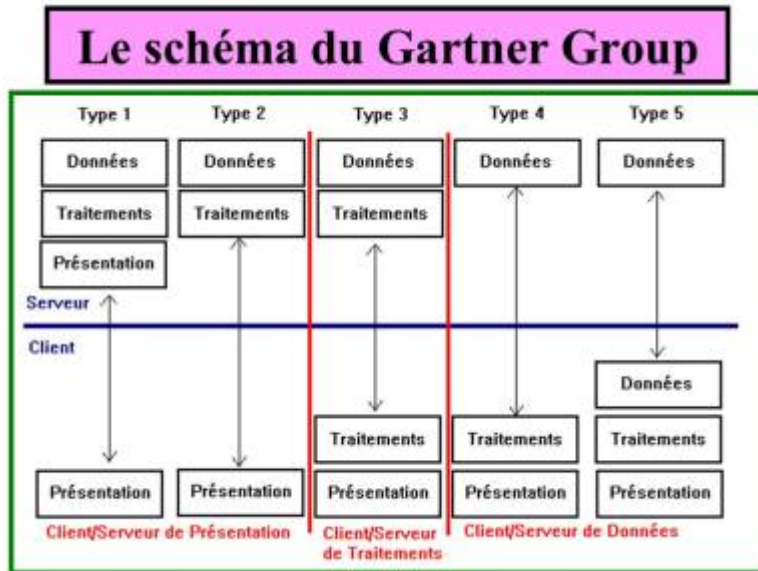 Le schéma du Gartner Group
Type 1 Type 2 Type 3 Type 4 Type 5
Données Données Données Données Données
Traitements Traitements Traitements
Présentation
Serveur
Client
Données
Traitements Traitements Traitements
Présentation Présentation Présentation Présentation Présentation
Client/Serveur de Présentation Client/Serveur de Traitements Client/Serveur de Données